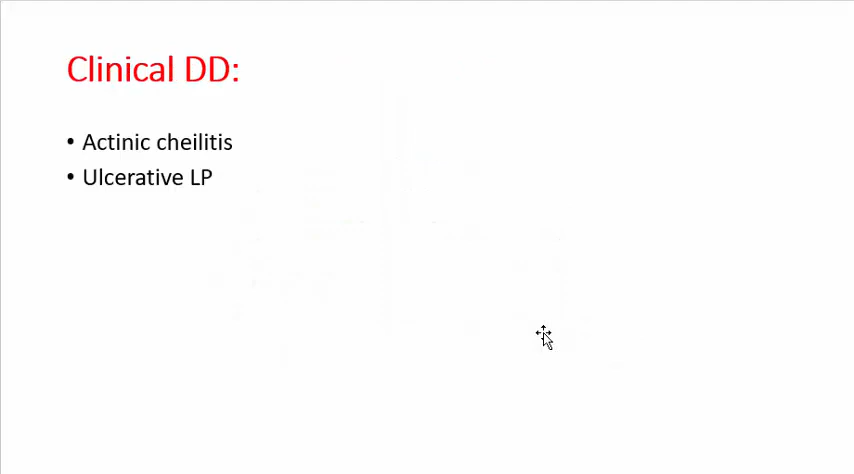 Clinical DD:
• Actinic cheilitis
• Ulcerative LP